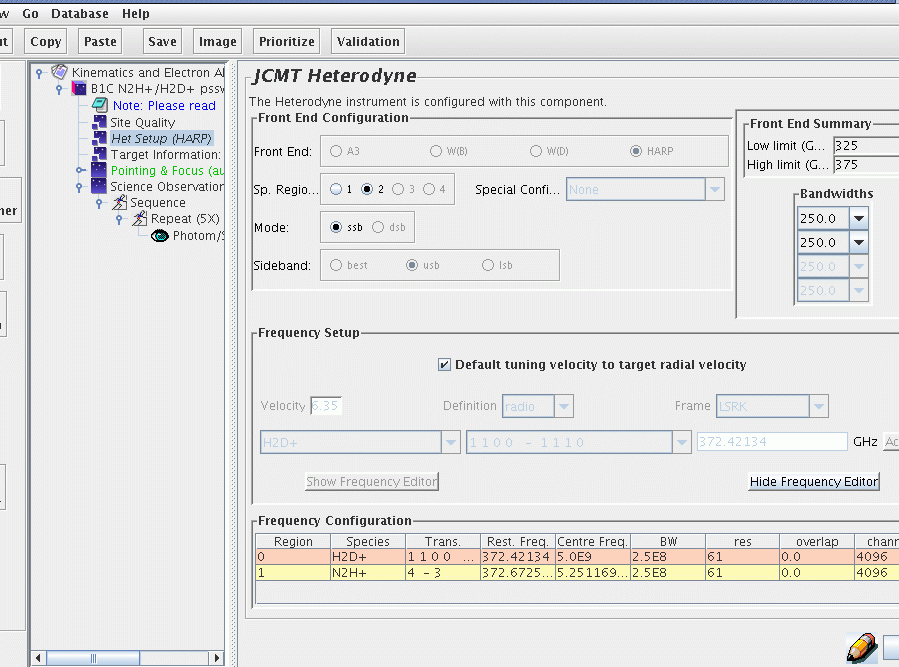 w Go Database Help
ut Copy Paste Save Image Prioritize Validation
Kinematics and Electron A
B1C N2H+/H2D+ pssw
Note: Please read
Site Quality
Het Setup (HARP)
Target Information:
Pointing & Focus (au
Science Observation
Sequence
Repeat (5X)
Photom/S
her
JCMT Heterodyne
The Heterodyne instrument is configured with this component.
Front End Configuration
Front End: A3 W(B) W(D) HARP
Sp. Regio... 1 2 3 4 Special Confi... None
Mode: ssb dsb
Sideband: best usb lsb
Front End Summary
Low limit (G... 325
High limit (G... 375
Bandwidths
250.0
250.0
250.0
250.0
Frequency Setup
Default tuning velocity to target radial velocity
Velocity 6.35 Definition radio Frame LSRK
H2D+ 1 1 0 0 - 1 1 1 0 372.42134 GHz Ac
Show Frequency Editor Hide Frequency Editor
Frequency Configuration
Region Species Trans. Rest. Freq. Centre Freq. BW res overlap chann
0 H2D+ 1 1 0 0 ... 372.42134 5.0E9 2.5E8 61 0.0 4096
1 N2H+ 4 - 3 372.6725... 5.251169... 2.5E8 61 0.0 4096